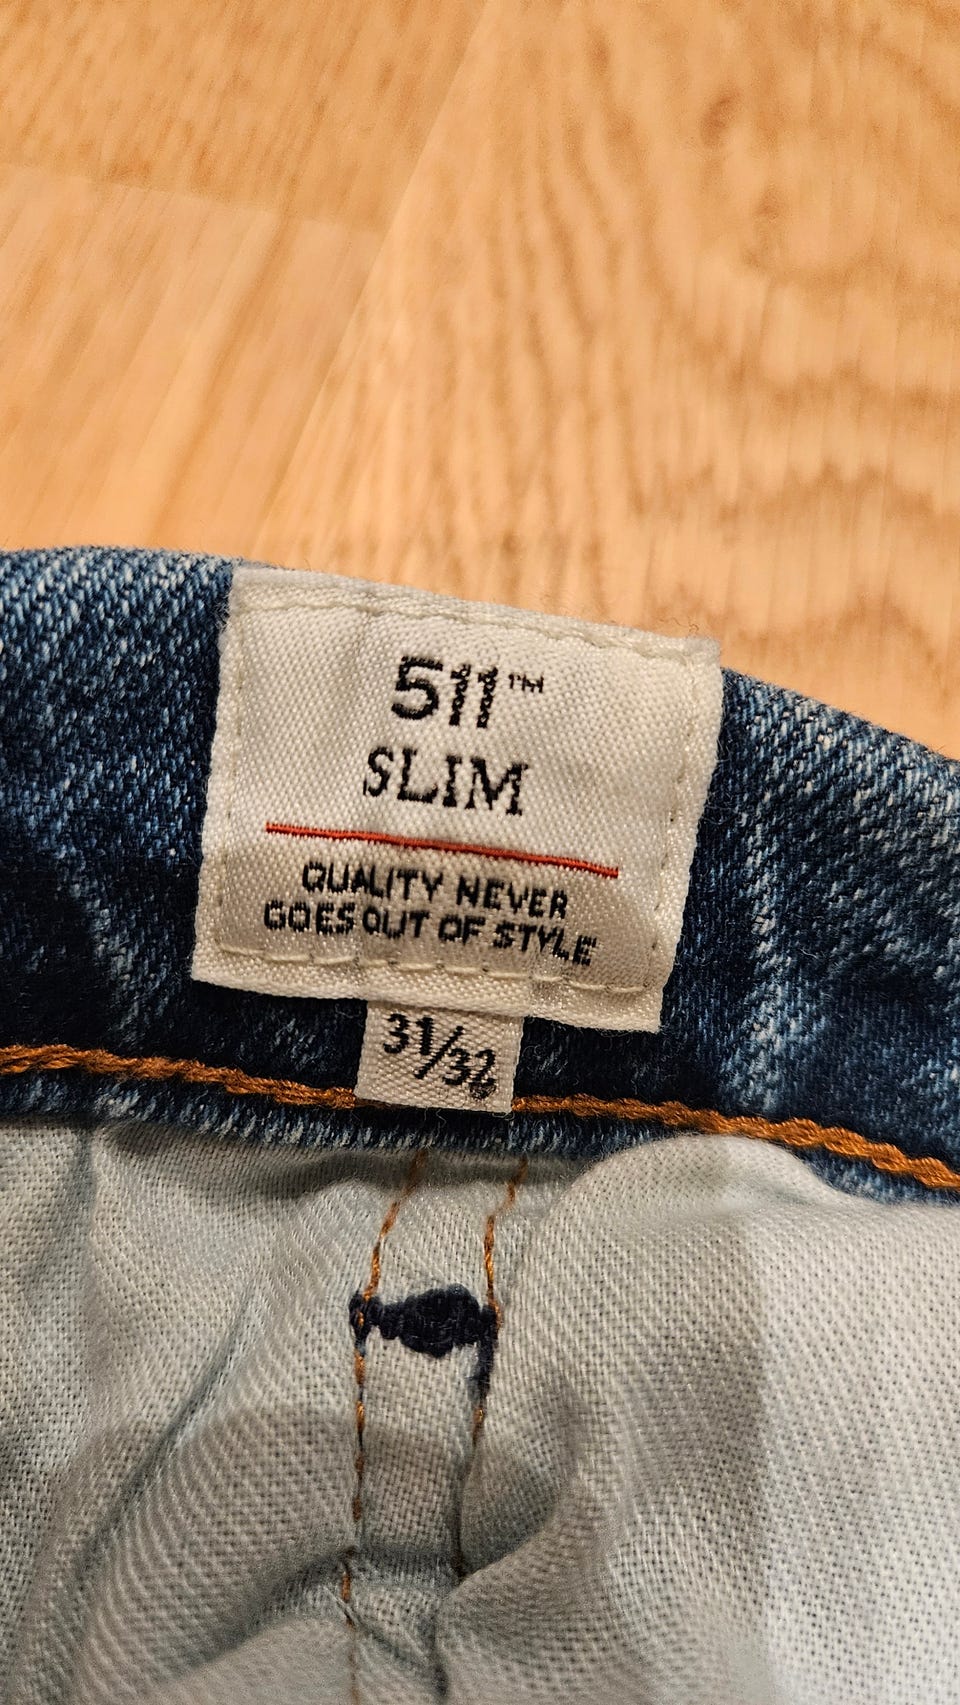 511™
SLIM
QUALITY NEVER
GOES OUT OF STYLE
31/32